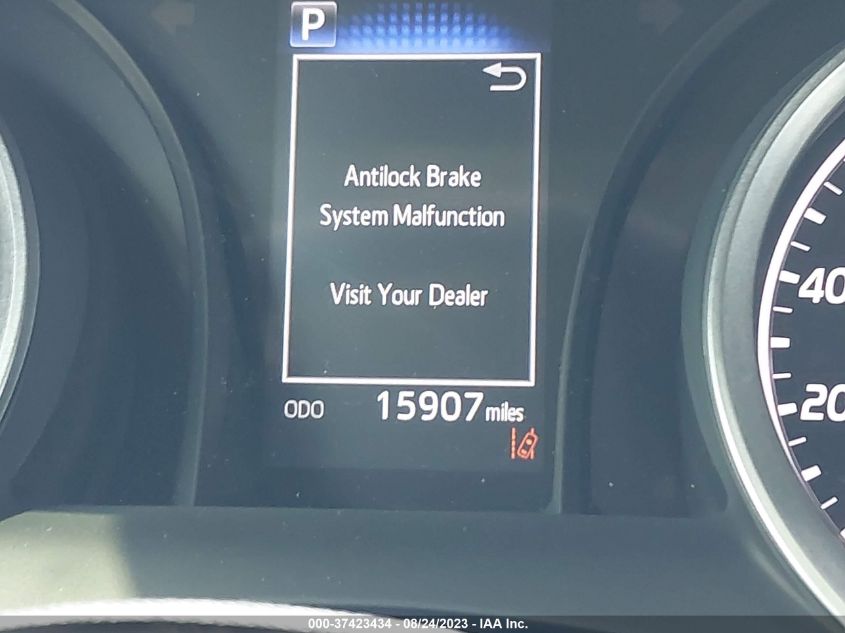 P
Antilock Brake
System Malfunction
Visit Your Dealer
40
20
ODO 15907 miles
000-37423434 - 08/24/2023 - IAA Inc.